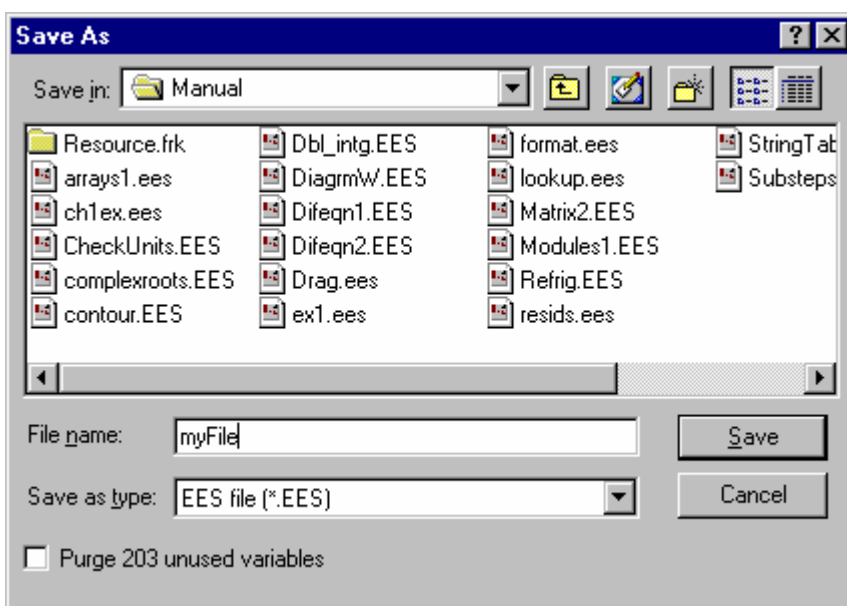 Save As
Save in: Manual
Resource.frk Dbl_intg.EES format.ees StringTab
arrays1.ees DiagrmW.EES lookup.ees Substeps
ch1ex.ees Difeqn1.EES Matrix2.EES
CheckUnits.EES Difeqn2.EES Modules1.EES
complexroots.EES Drag.ees Refrig.EES
contour.EES ex1.ees resids.ees
File name: myFile Save
Save as type: EES file (*.EES) Cancel
Purge 203 unused variables